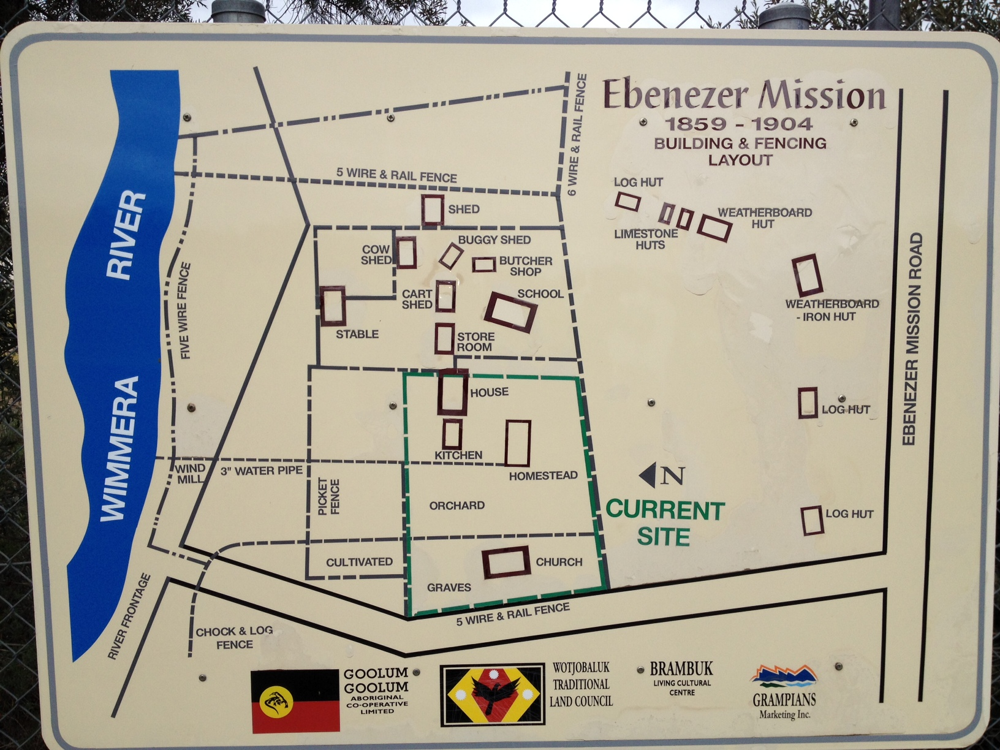 Ebenezer Mission
1859 - 1904
BUILDING & FENCING
LAYOUT
6 WIRE & RAIL FENCE
5 WIRE & RAIL FENCE
LOG HUT
SHED
WEATHERBOARD
HUT
LIMESTONE
HUTS
BUGGY SHED
COW
SHED
BUTCHER
SHOP
CART
SHED
SCHOOL
WEATHERBOARD
- IRON HUT
STABLE
STORE
ROOM
FIVE WIRE FENCE
WIMMERA RIVER
EBENEZER MISSION ROAD
HOUSE
LOG HUT
KITCHEN
WIND
MILL
3" WATER PIPE
HOMESTEAD
N
PICKET
FENCE
ORCHARD
CURRENT
SITE
LOG HUT
CULTIVATED
CHURCH
GRAVES
5 WIRE & RAIL FENCE
RIVER FRONTAGE
CHOCK & LOG
FENCE
GOOLUM
GOOLUM
ABORIGINAL
CO-OPERATIVE
LIMITED
WOTJOBALUK
TRADITIONAL
LAND COUNCIL
BRAMBUK
LIVING CULTURAL
CENTRE
GRAMPIANS
Marketing Inc.